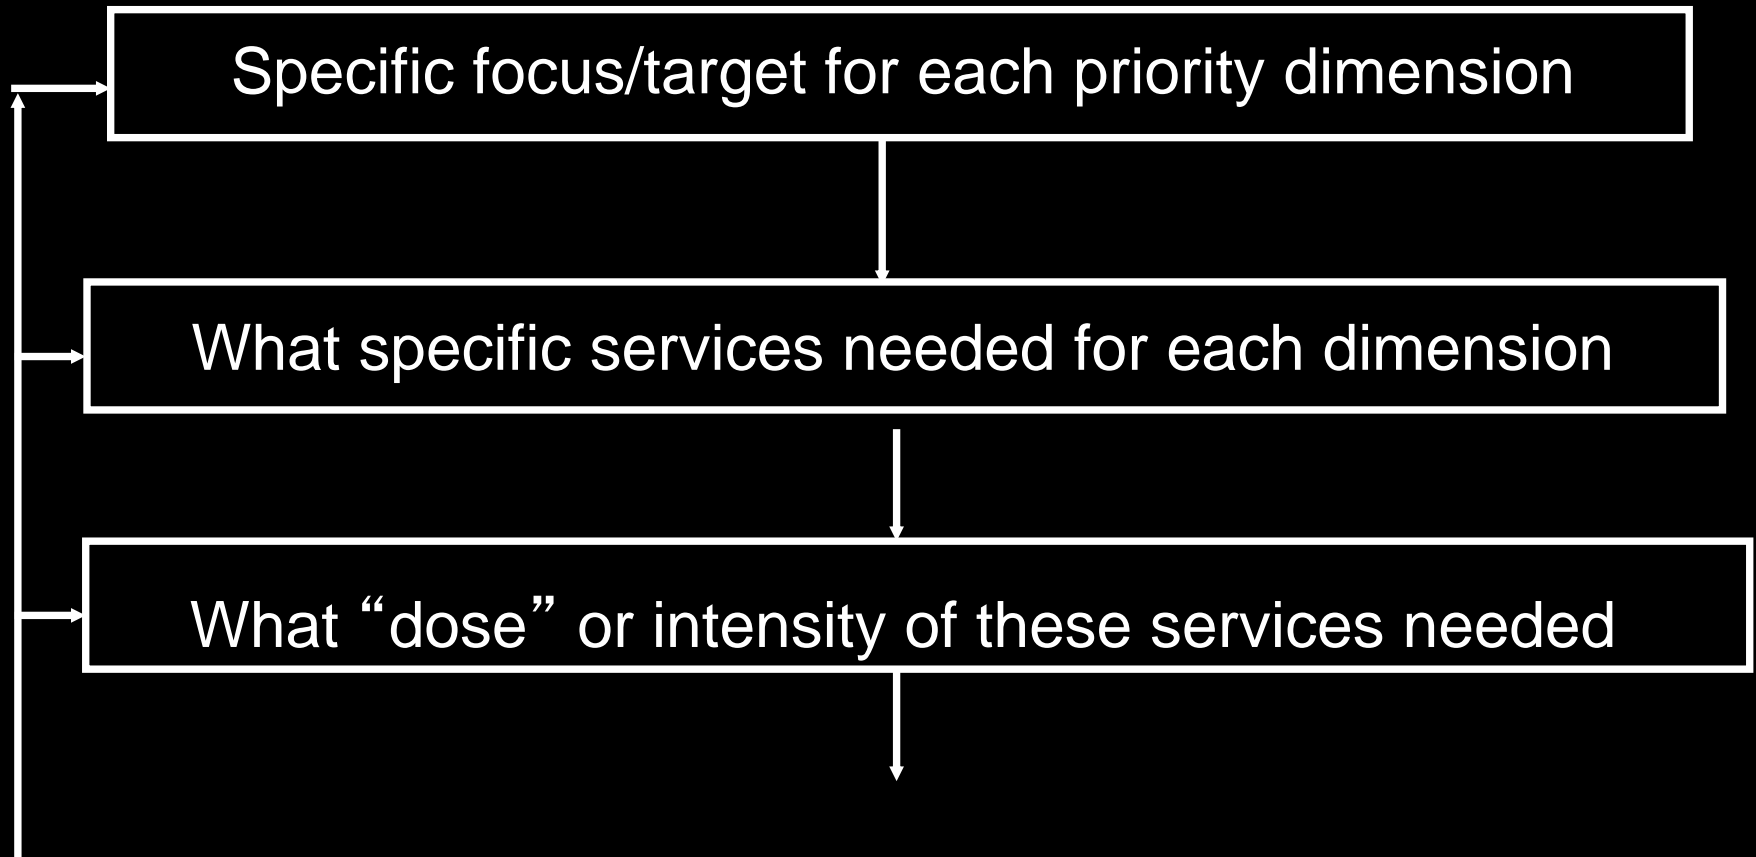 Specific focus/target for each priority dimension
What specific services needed for each dimension
What “dose” or intensity of these services needed